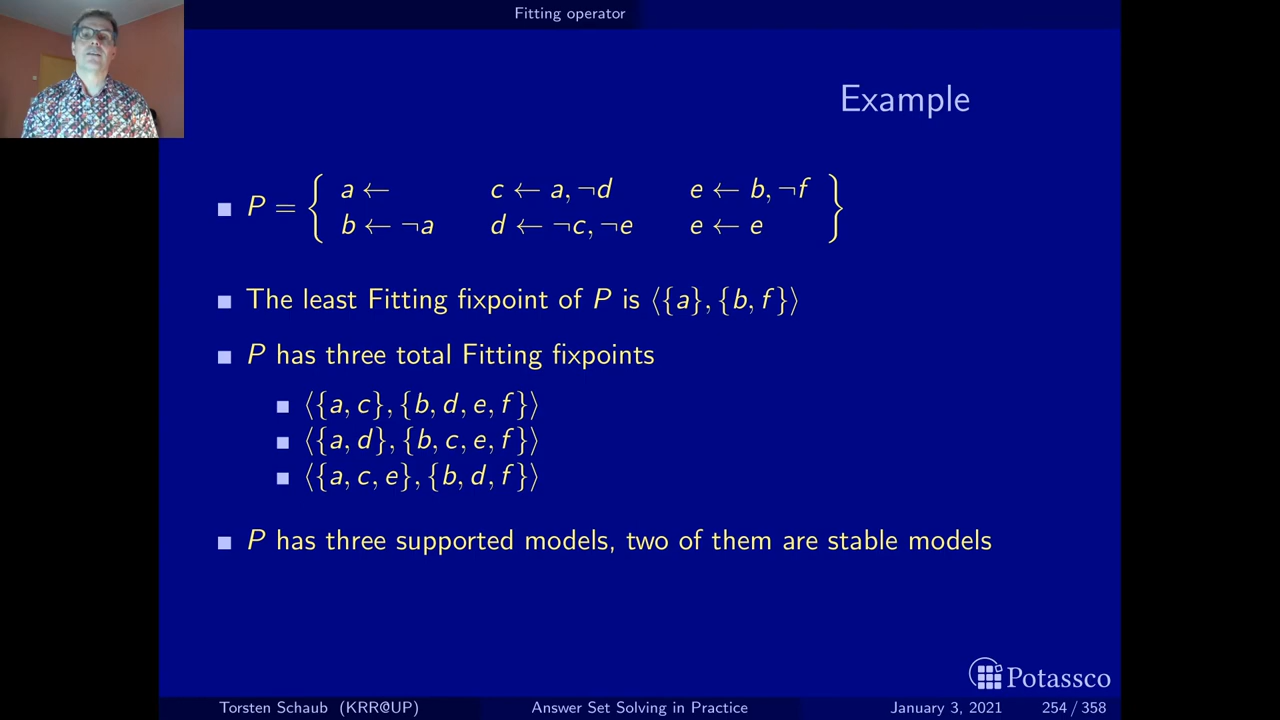 Fitting operator
Example
P = { a ← c ← a, ¬d e ← b, ¬f }
b ← ¬a d ← ¬c, ¬e e ← e
The least Fitting fixpoint of P is ⟨{a}, {b, f}⟩
P has three total Fitting fixpoints
⟨{a, c}, {b, d, e, f}⟩
⟨{a, d}, {b, c, e, f}⟩
⟨{a, c, e}, {b, d, f}⟩
P has three supported models, two of them are stable models
Potassco
Torsten Schaub (KRR@UP) Answer Set Solving in Practice January 3, 2021 254 / 358